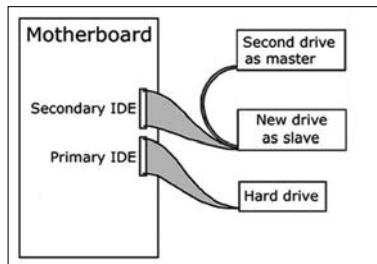 Motherboard
Second drive
as master
Secondary IDE
New drive
as slave
Primary IDE
Hard drive